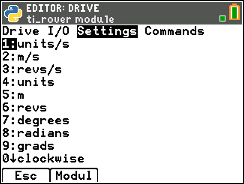 EDITOR: DRIVE
ti_rover module
Drive I/O Settings Commands
1:units/s
2:m/s
3:revs/s
4:units
5:m
6:revs
7:degrees
8:radians
9:grads
0↓clockwise
Esc Modul